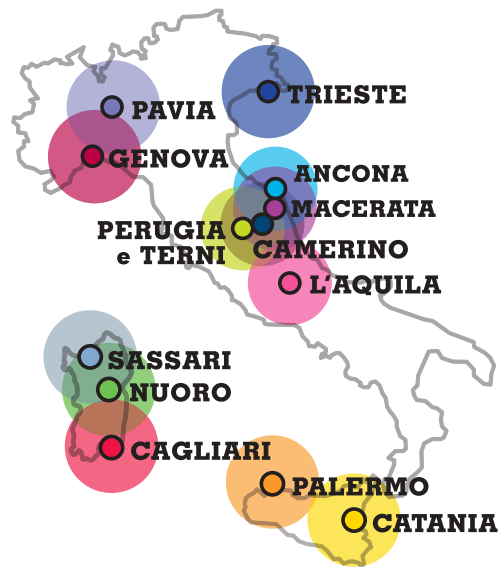 TRIESTE
PAVIA
GENOVA
ANCONA
MACERATA
PERUGIA
e TERNI
CAMERINO
L'AQUILA
SASSARI
NUORO
CAGLIARI
PALERMO
CATANIA